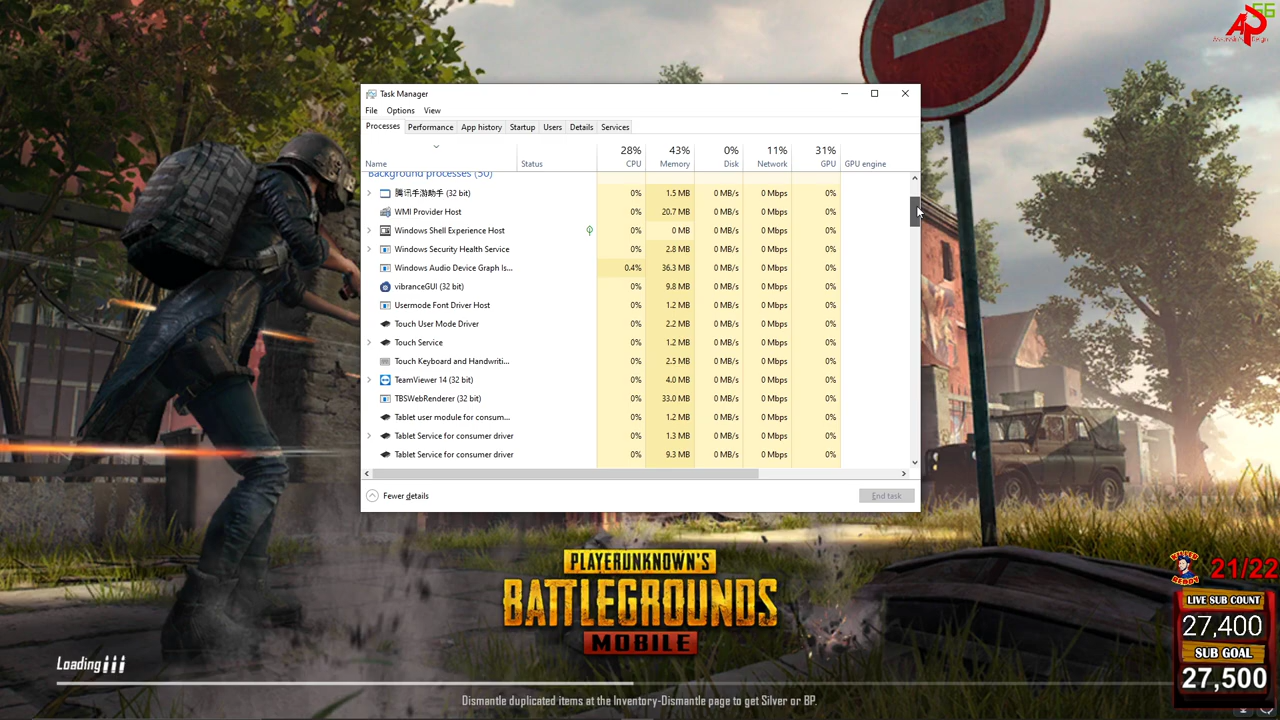 66
Task Manager
File Options View
Processes Performance App history Startup Users Details Services
28% 43% 0% 11% 31%
Name Status CPU Memory Disk Network GPU GPU engine
Background processes (50)
腾讯手游助手 (32 bit) 0% 1.5 MB 0 MB/s 0 Mbps 0%
WMI Provider Host 0% 20.7 MB 0 MB/s 0 Mbps 0%
Windows Shell Experience Host 0% 0 MB 0 MB/s 0 Mbps 0%
Windows Security Health Service 0% 2.8 MB 0 MB/s 0 Mbps 0%
Windows Audio Device Graph Is... 0.4% 36.3 MB 0 MB/s 0 Mbps 0%
vibranceGUI (32 bit) 0% 9.8 MB 0 MB/s 0 Mbps 0%
Usermode Font Driver Host 0% 1.2 MB 0 MB/s 0 Mbps 0%
Touch User Mode Driver 0% 2.2 MB 0 MB/s 0 Mbps 0%
Touch Service 0% 1.2 MB 0 MB/s 0 Mbps 0%
Touch Keyboard and Handwriti... 0% 2.5 MB 0 MB/s 0 Mbps 0%
TeamViewer 14 (32 bit) 0% 4.0 MB 0 MB/s 0 Mbps 0%
TBSWebRenderer (32 bit) 0% 33.0 MB 0 MB/s 0 Mbps 0%
Tablet user module for consum... 0% 1.2 MB 0 MB/s 0 Mbps 0%
Tablet Service for consumer driver 0% 1.3 MB 0 MB/s 0 Mbps 0%
Tablet Service for consumer driver 0% 9.3 MB 0 MB/s 0 Mbps 0%
Fewer details End task
PLAYERUNKNOWN'S
BATTLEGROUNDS
MOBILE
Loading
Dismantle duplicated items at the Inventory-Dismantle page to get Silver or BP.
21/22
LIVE SUB COUNT
27,400
SUB GOAL
27,500